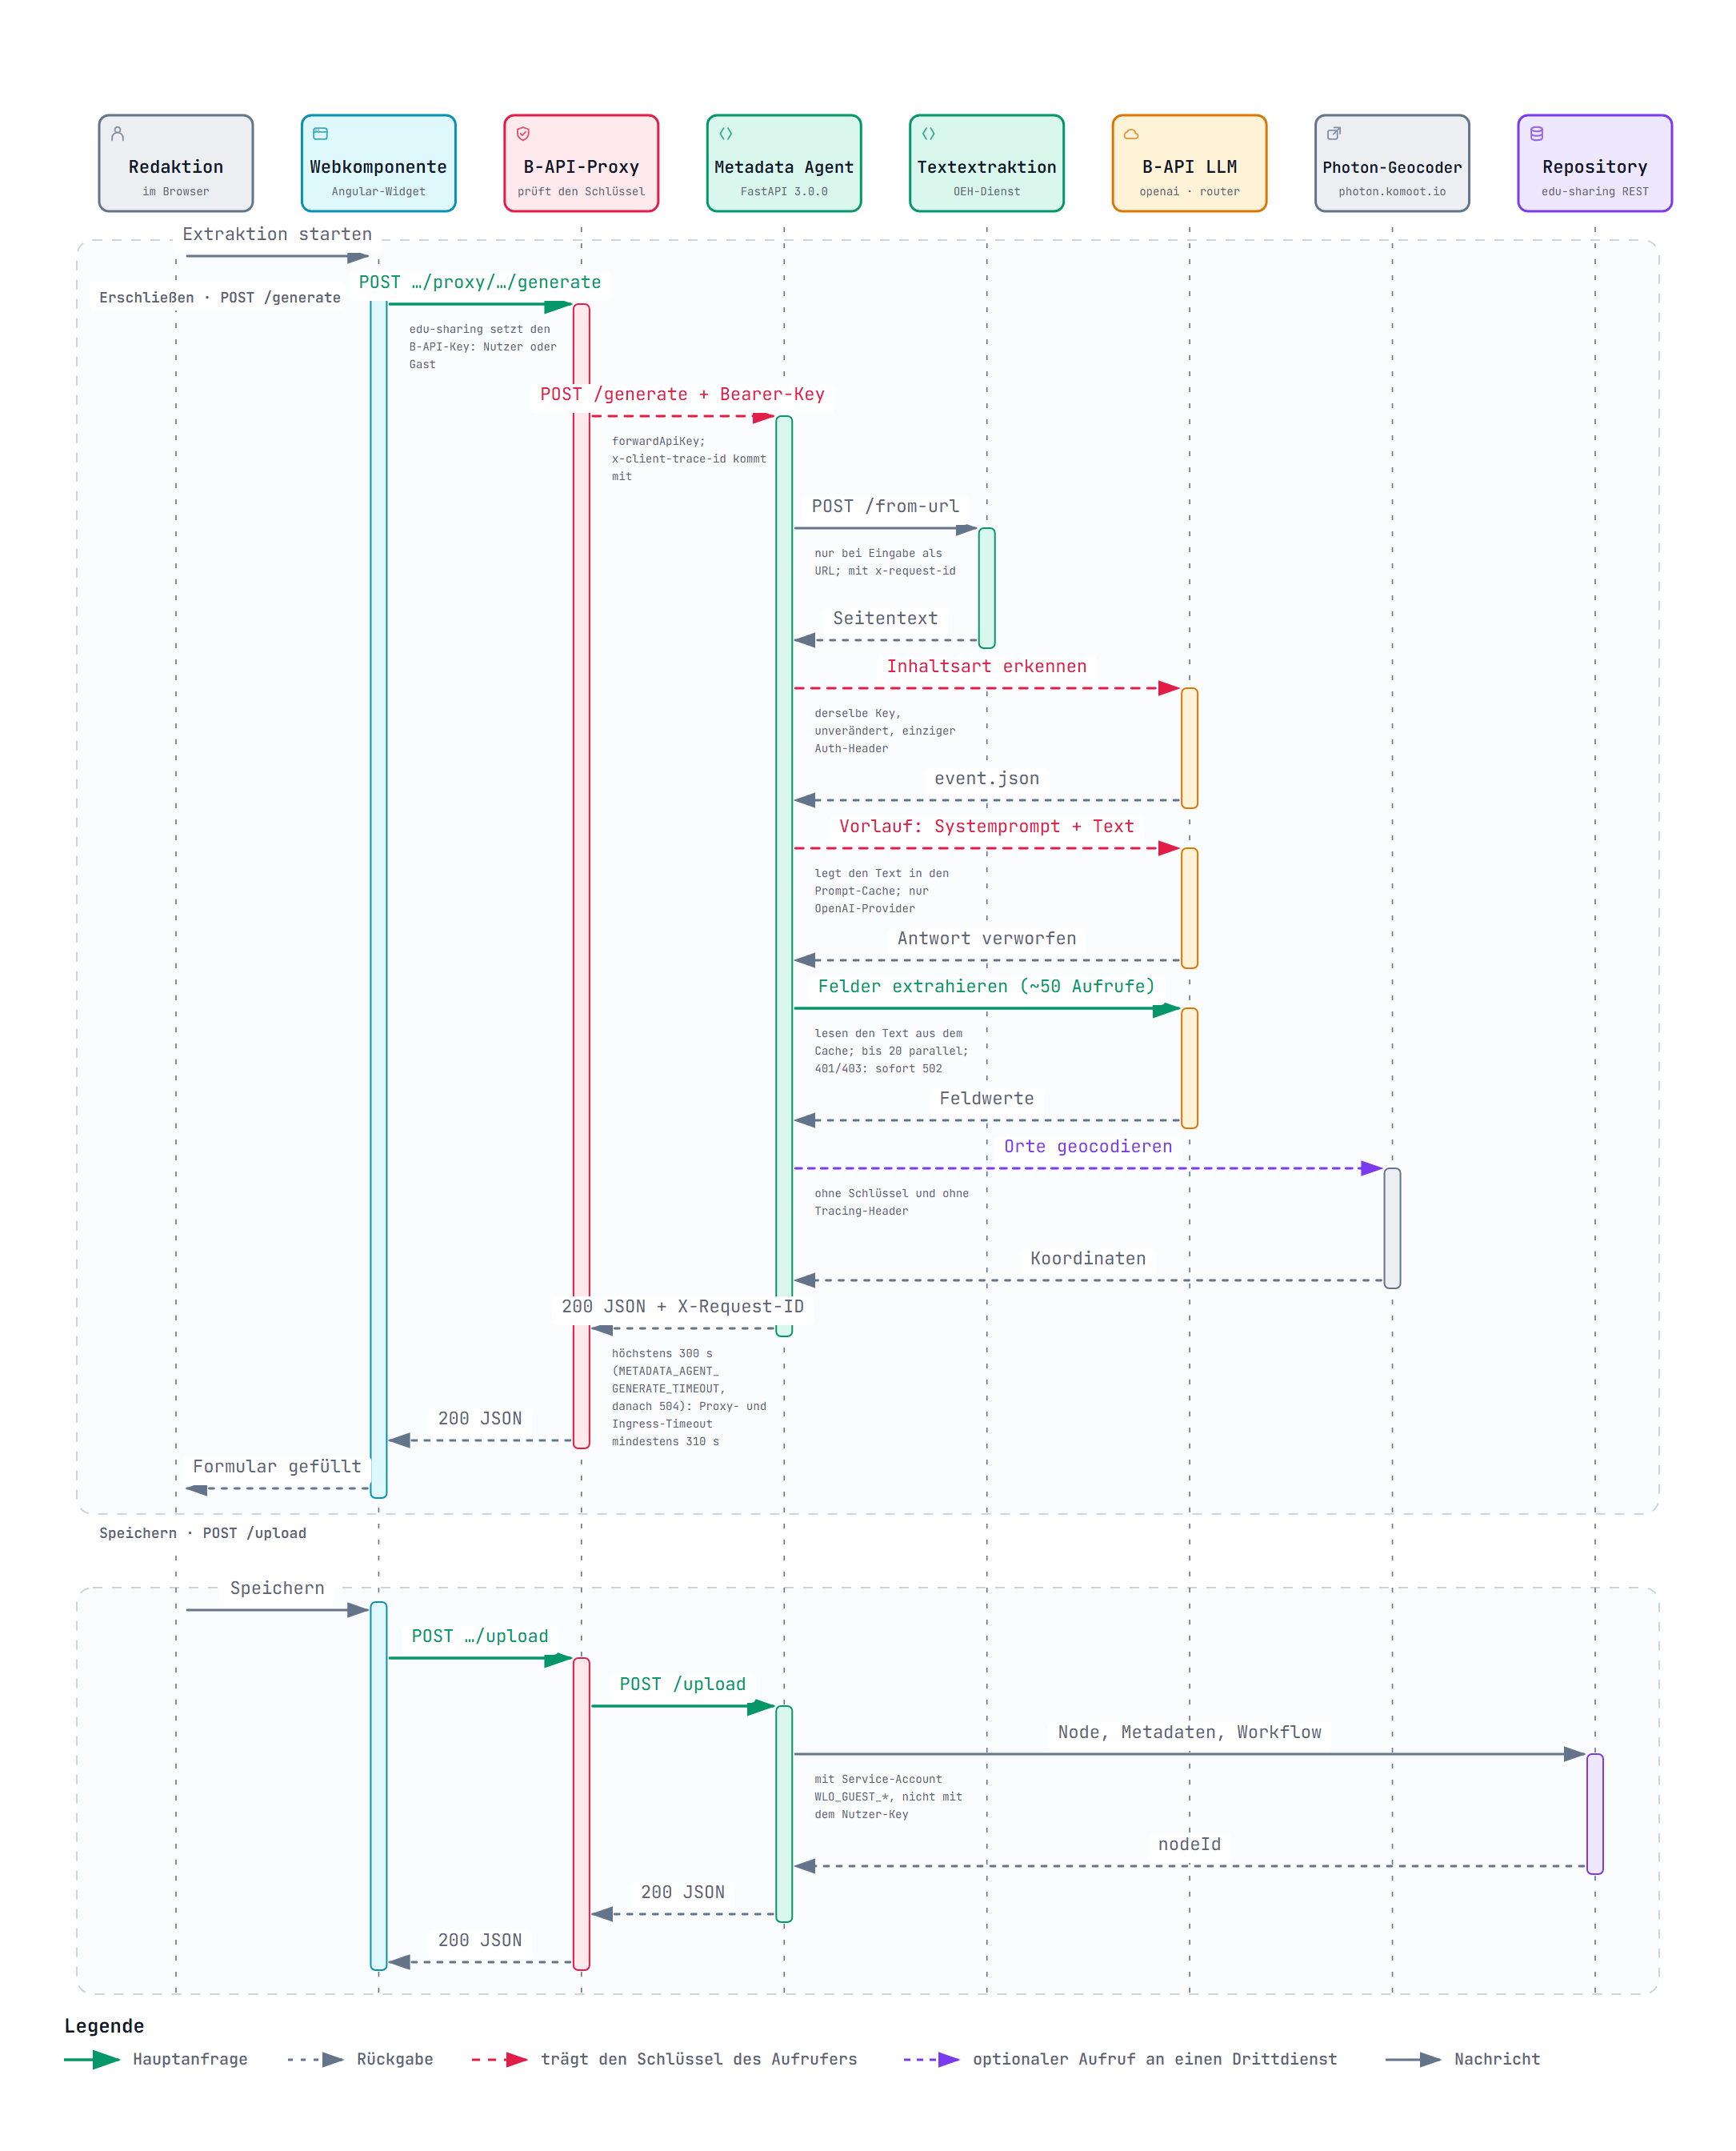 Redaktion
im Browser
Webkomponente
Angular-Widget
B-API-Proxy
prüft den Schlüssel
Metadata Agent
FastAPI 3.0.0
Textextraktion
OEH-Dienst
B-API LLM
openai · router
Photon-Geocoder
photon.komoot.io
Repository
edu-sharing REST
Extraktion starten
POST …/proxy/…/generate
Erschließen · POST /generate
edu-sharing setzt den
B-API-Key: Nutzer oder
Gast
POST /generate + Bearer-Key
forwardApiKey;
x-client-trace-id kommt
mit
POST /from-url
nur bei Eingabe als
URL; mit x-request-id
Seitentext
Inhaltsart erkennen
derselbe Key,
unverändert, einziger
Auth-Header
event.json
Vorlauf: Systemprompt + Text
legt den Text in den
Prompt-Cache; nur
OpenAI-Provider
Antwort verworfen
Felder extrahieren (~50 Aufrufe)
lesen den Text aus dem
Cache; bis 20 parallel;
401/403: sofort 502
Feldwerte
Orte geocodieren
ohne Schlüssel und ohne
Tracing-Header
Koordinaten
200 JSON + X-Request-ID
höchstens 300 s
(METADATA_AGENT_
GENERATE_TIMEOUT,
danach 504): Proxy- und
Ingress-Timeout
mindestens 310 s
200 JSON
Formular gefüllt
Speichern · POST /upload
Speichern
POST …/upload
POST /upload
Node, Metadaten, Workflow
mit Service-Account
WLO_GUEST_*, nicht mit
dem Nutzer-Key
nodeId
200 JSON
200 JSON
Legende
Hauptanfrage
Rückgabe
trägt den Schlüssel des Aufrufers
optionaler Aufruf an einen Drittdienst
Nachricht